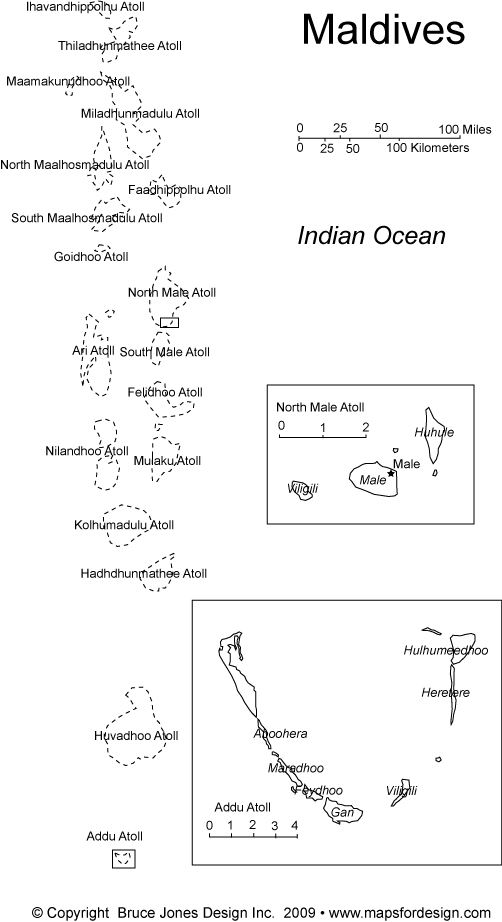 Maldives
Ihavandhippolhu Atoll
Thiladhunmathee Atoll
Maamakunudhoo Atoll
Miladhunmadulu Atoll
0 25 50 100 Miles
0 25 50 100 Kilometers
North Maalhosmadulu Atoll
Faadhippolhu Atoll
South Maalhosmadulu Atoll
Indian Ocean
Goidhoo Atoll
North Male Atoll
Ari Atoll
South Male Atoll
Felidhoo Atoll
Nilandhoo Atoll
Mulaku Atoll
Kolhumadulu Atoll
Hadhdhunmathee Atoll
Huvadhoo Atoll
Addu Atoll
North Male Atoll
0 1 2
Huhule
Male
Male
Viligili
Hulhumeedhoo
Heretere
Aboohera
Maredhoo
Feydhoo
Viligili
Gan
Addu Atoll
0 1 2 3 4
© Copyright Bruce Jones Design Inc. 2009 • www.mapsfordesign.com